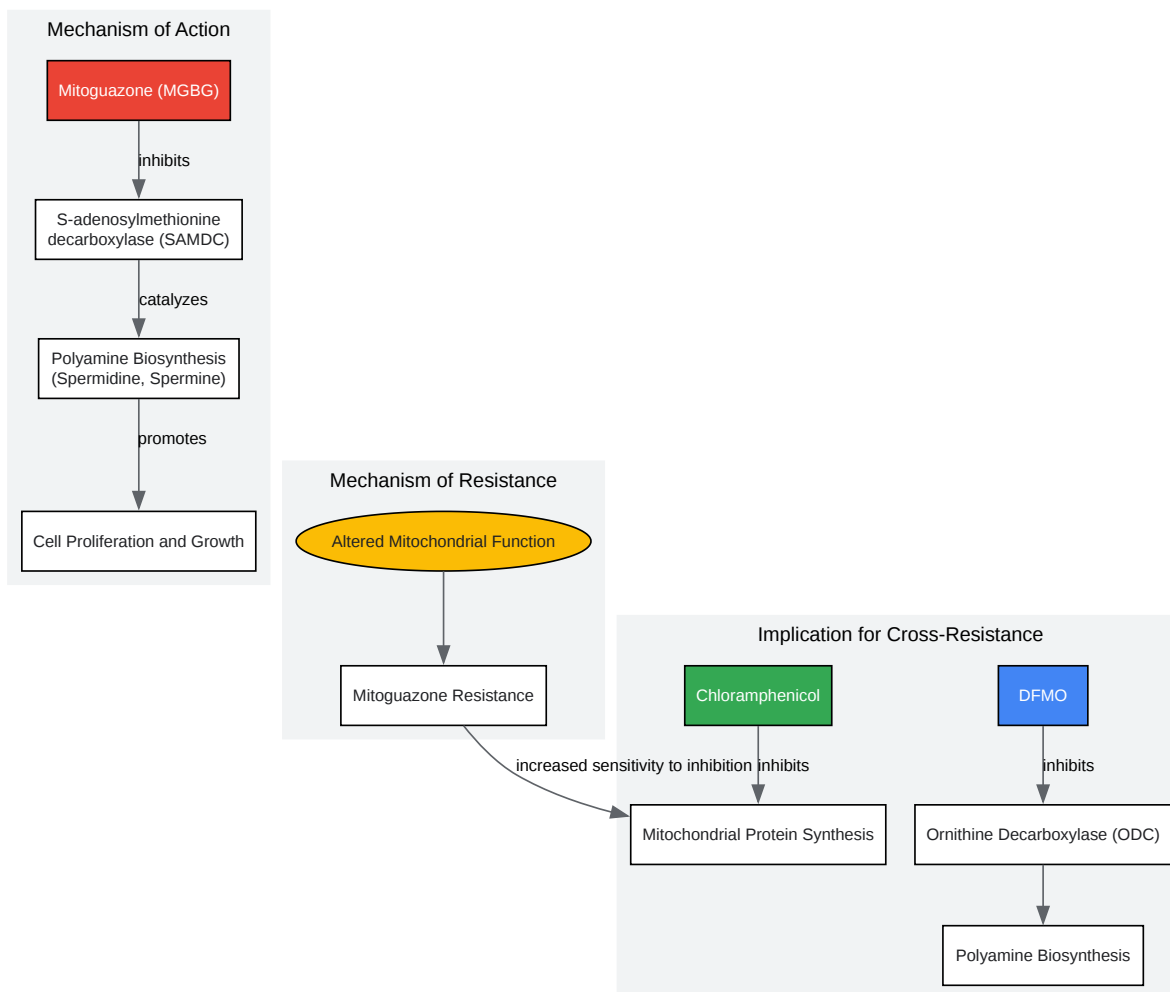 Mechanism of Action
Mitoguazone (MGBG)
inhibits
S-adenosylmethionine
decarboxylase (SAMDC)
catalyzes
Polyamine Biosynthesis
(Spermidine, Spermine)
promotes
Cell Proliferation and Growth
Mechanism of Resistance
Altered Mitochondrial Function
Mitoguazone Resistance
increased sensitivity to inhibition
Implication for Cross-Resistance
Chloramphenicol
inhibits
Mitochondrial Protein Synthesis
DFMO
inhibits
Ornithine Decarboxylase (ODC)
Polyamine Biosynthesis